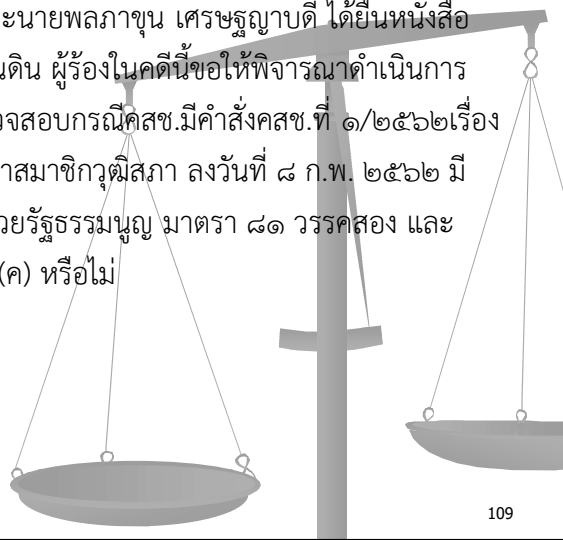 ะนายพลภาขุน เศรษฐญาบดี ได้ยื่นหนังสือ
นดิน ผู้ร้องในคดีนี้ขอให้พิจารณาดำเนินการ
วจสอบกรณีคสช.มีคำสั่งคสช.ที่ ๑/๒๕๖๒เรื่อง
าสมาชิกวุฒิสภา ลงวันที่ ๘ ก.พ. ๒๕๖๒ มี
วยรัฐธรรมนูญ มาตรา ๘๑ วรรคสอง และ
(ค) หรือไม่
109